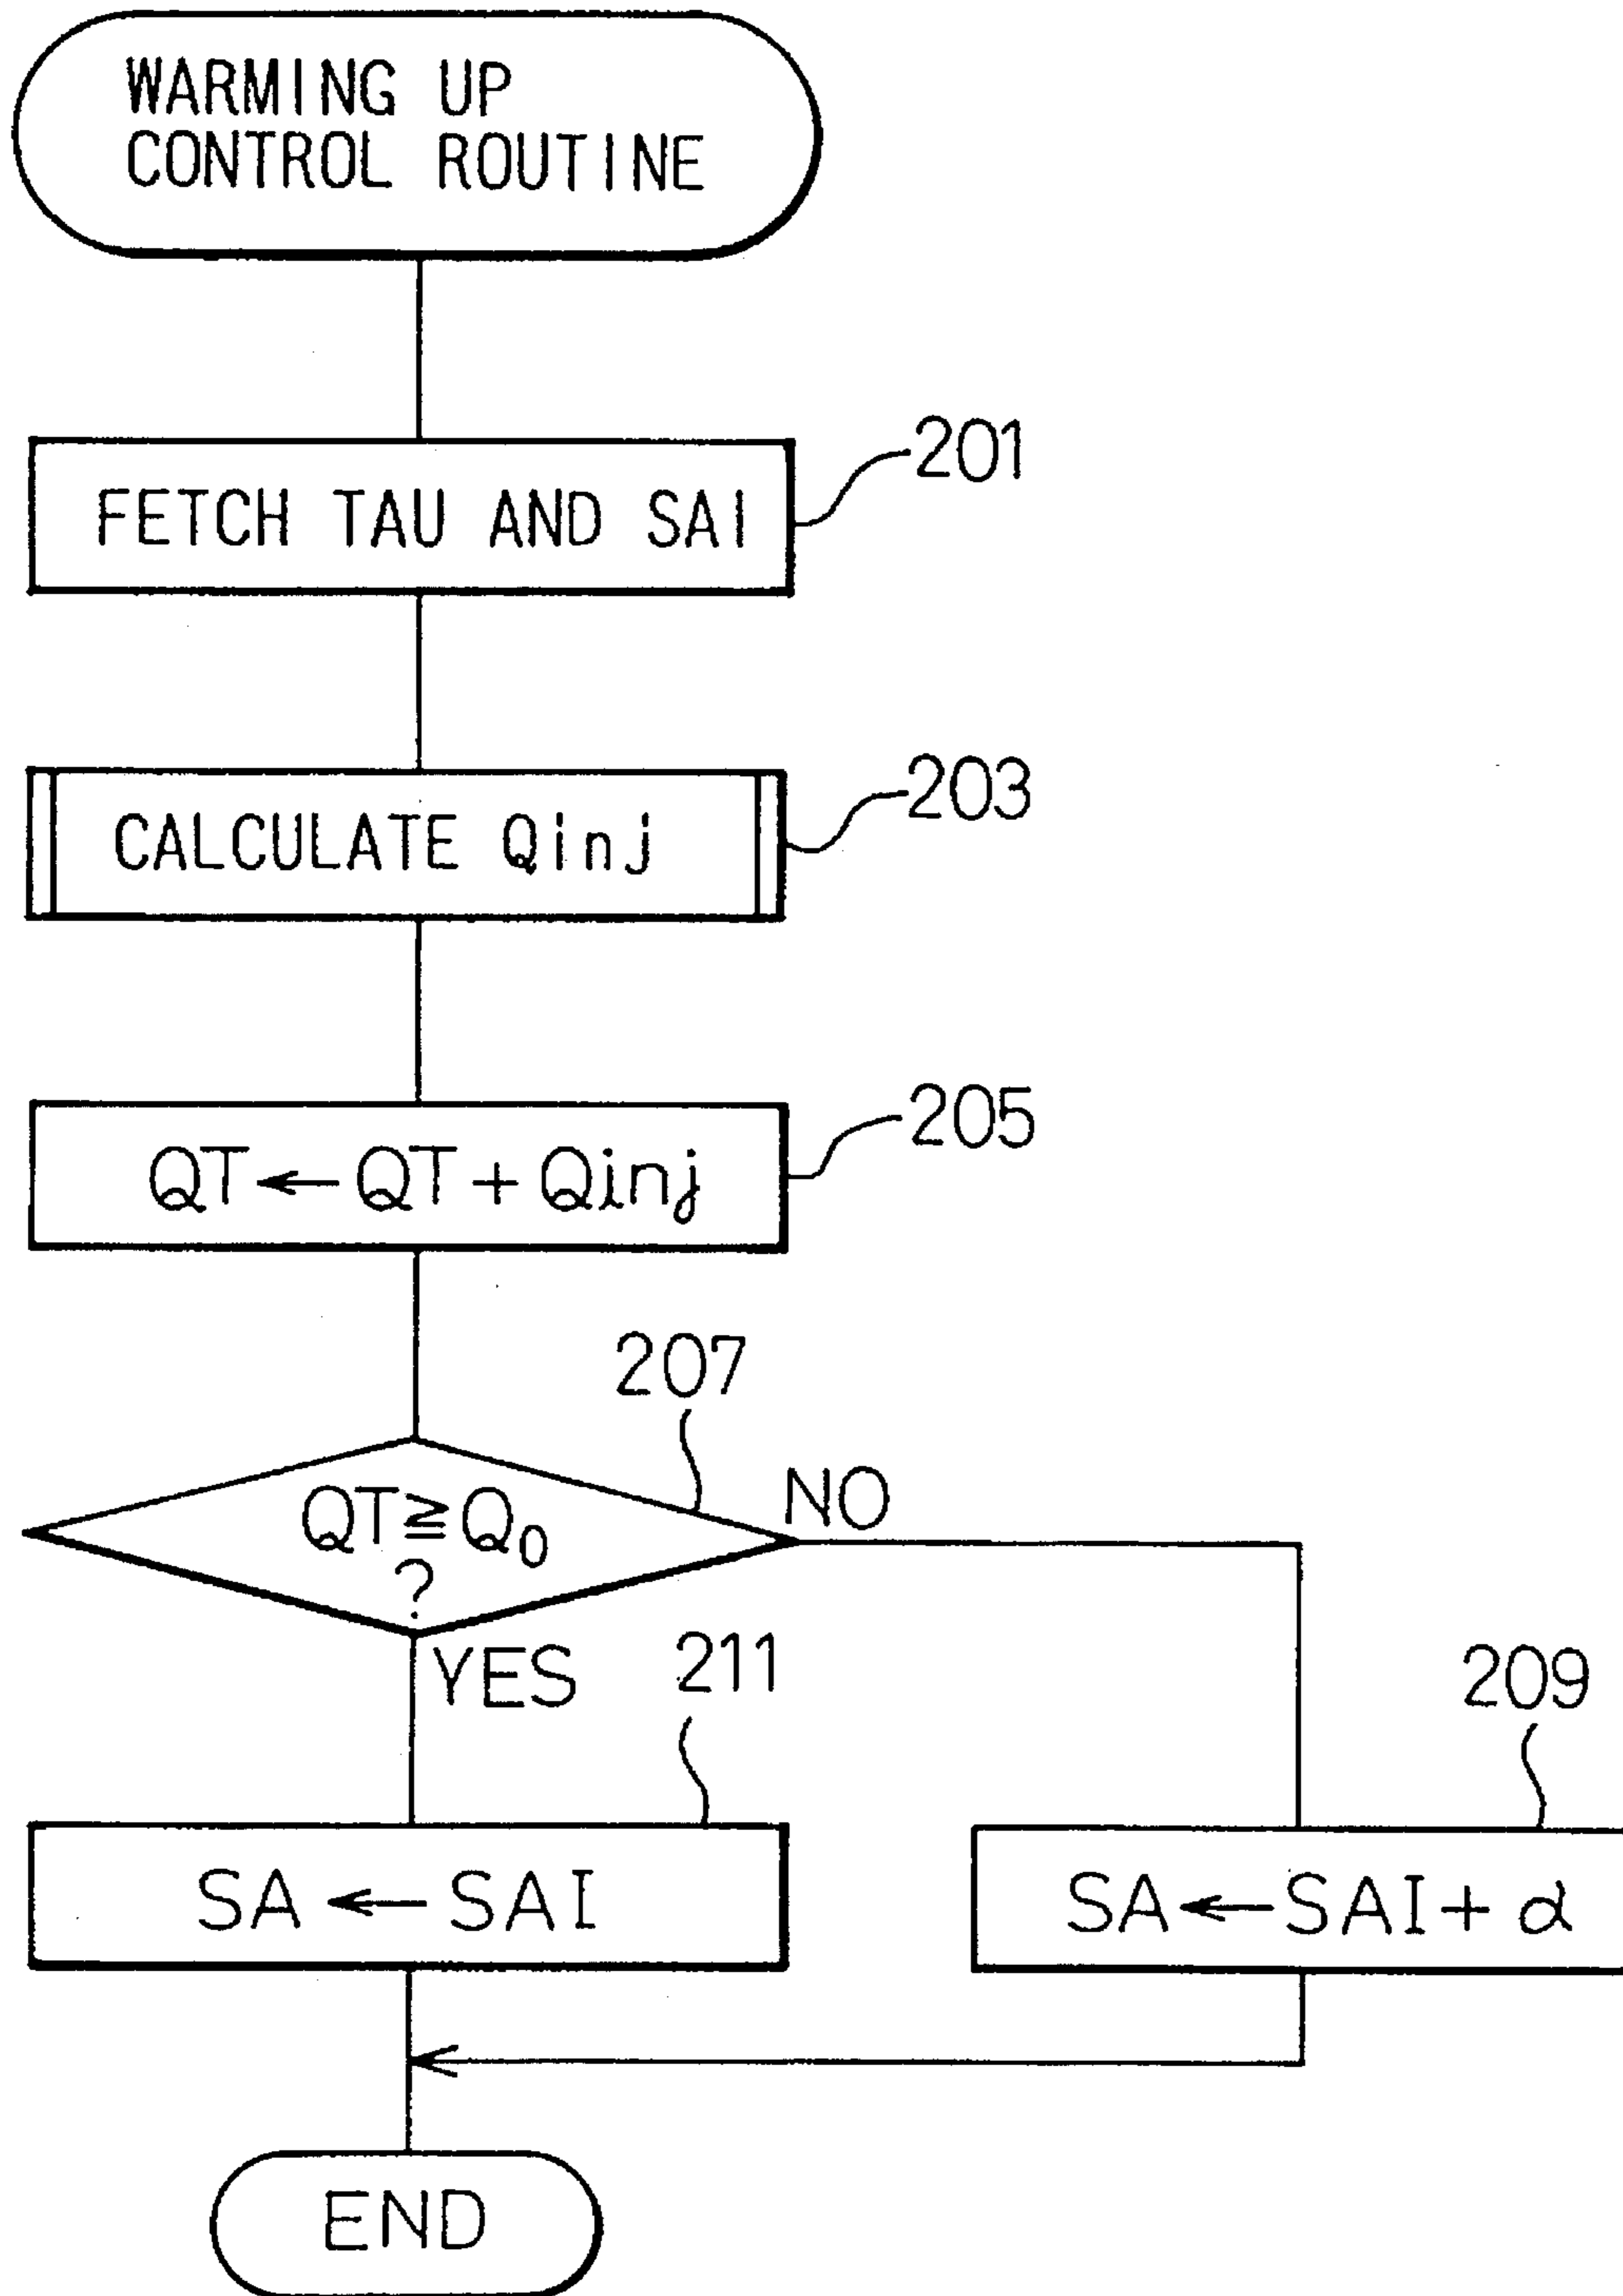 WARMING UP
CONTROL ROUTINE
201
FETCH TAU AND SAI
203
CALCULATE Qinj
205
QT ← QT + Qinj
207
QT ≧ Q₀
?
NO
YES
211
209
SA ← SAI
SA ← SAI + α
END